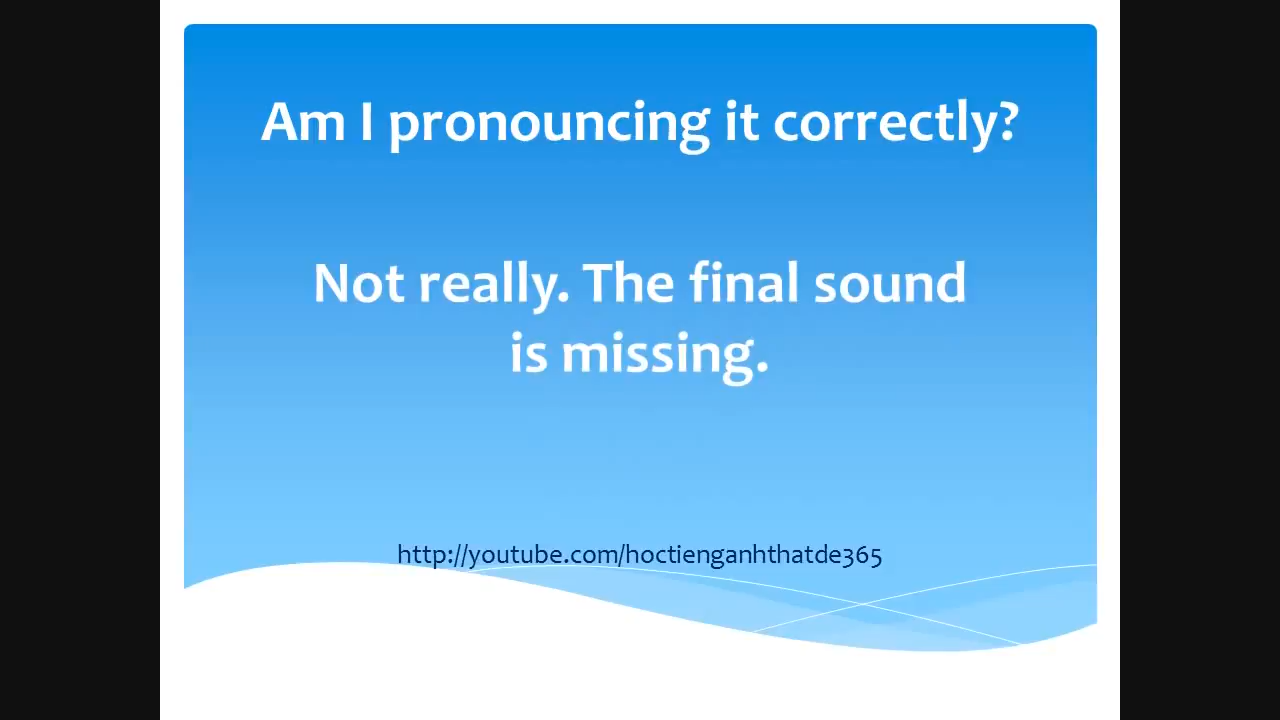 Am I pronouncing it correctly?
Not really. The final sound
is missing.
http://youtube.com/hoctienganhthatde365